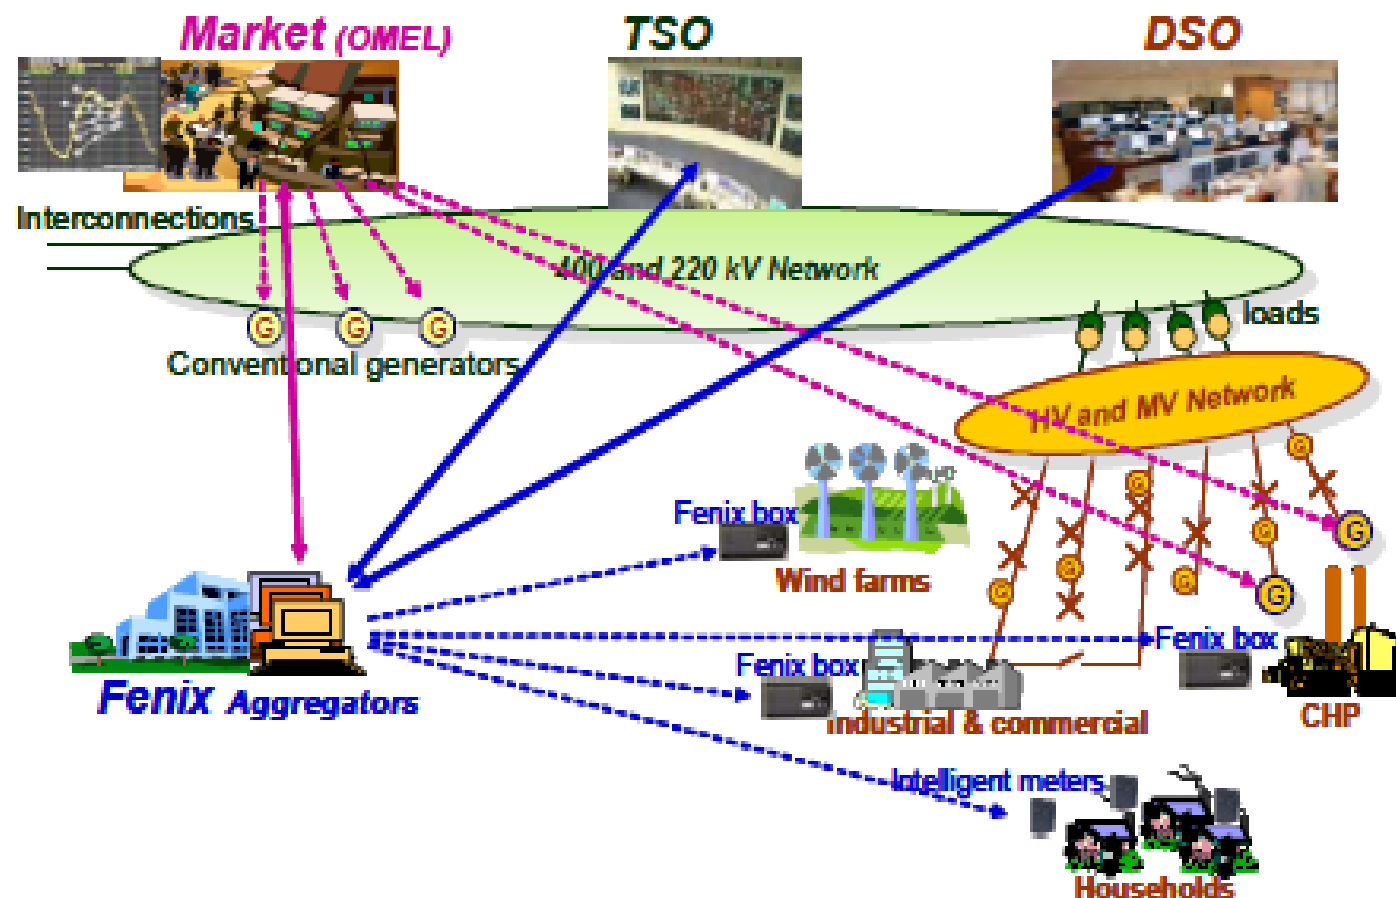 Market (OMEL)
TSO
DSO
Interconnections
400 and 220 kV Network
G
G
G
loads
Conventional generators
HV and MV Network
G
G
G
G
G
G
G
G
Fenix box
Wind farms
Fenix box
Fenix box
Fenix Aggregators
Industrial & commercial
CHP
Intelligent meters
Households